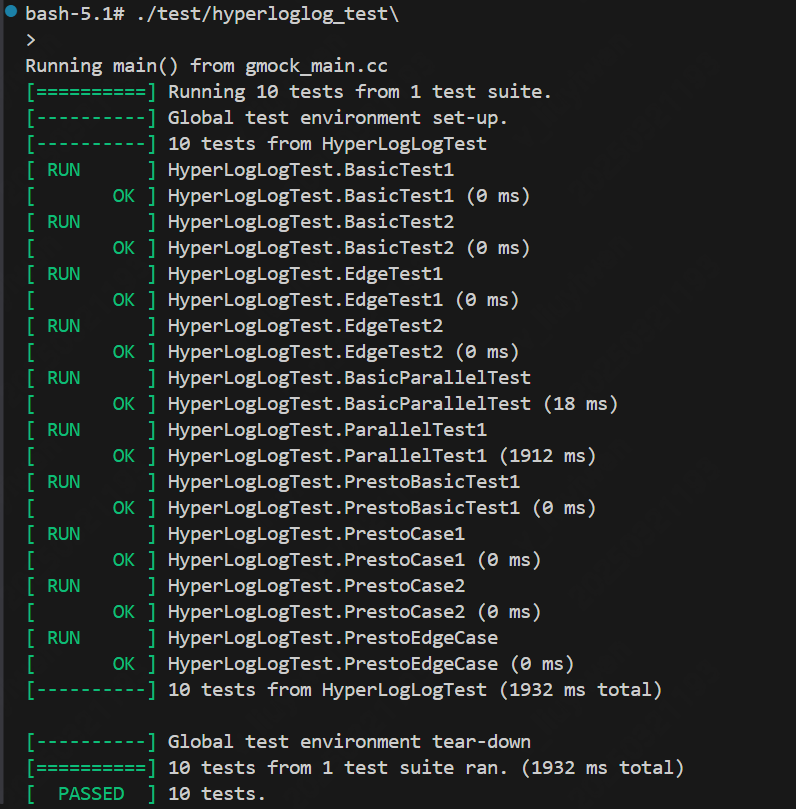 bash-5.1# ./test/hyperloglog_test\
>
Running main() from gmock_main.cc
[==========] Running 10 tests from 1 test suite.
[----------] Global test environment set-up.
[----------] 10 tests from HyperLogLogTest
[ RUN      ] HyperLogLogTest.BasicTest1
[       OK ] HyperLogLogTest.BasicTest1 (0 ms)
[ RUN      ] HyperLogLogTest.BasicTest2
[       OK ] HyperLogLogTest.BasicTest2 (0 ms)
[ RUN      ] HyperLogLogTest.EdgeTest1
[       OK ] HyperLogLogTest.EdgeTest1 (0 ms)
[ RUN      ] HyperLogLogTest.EdgeTest2
[       OK ] HyperLogLogTest.EdgeTest2 (0 ms)
[ RUN      ] HyperLogLogTest.BasicParallelTest
[       OK ] HyperLogLogTest.BasicParallelTest (18 ms)
[ RUN      ] HyperLogLogTest.ParallelTest1
[       OK ] HyperLogLogTest.ParallelTest1 (1912 ms)
[ RUN      ] HyperLogLogTest.PrestoBasicTest1
[       OK ] HyperLogLogTest.PrestoBasicTest1 (0 ms)
[ RUN      ] HyperLogLogTest.PrestoCase1
[       OK ] HyperLogLogTest.PrestoCase1 (0 ms)
[ RUN      ] HyperLogLogTest.PrestoCase2
[       OK ] HyperLogLogTest.PrestoCase2 (0 ms)
[ RUN      ] HyperLogLogTest.PrestoEdgeCase
[       OK ] HyperLogLogTest.PrestoEdgeCase (0 ms)
[----------] 10 tests from HyperLogLogTest (1932 ms total)

[----------] Global test environment tear-down
[==========] 10 tests from 1 test suite ran. (1932 ms total)
[  PASSED  ] 10 tests.